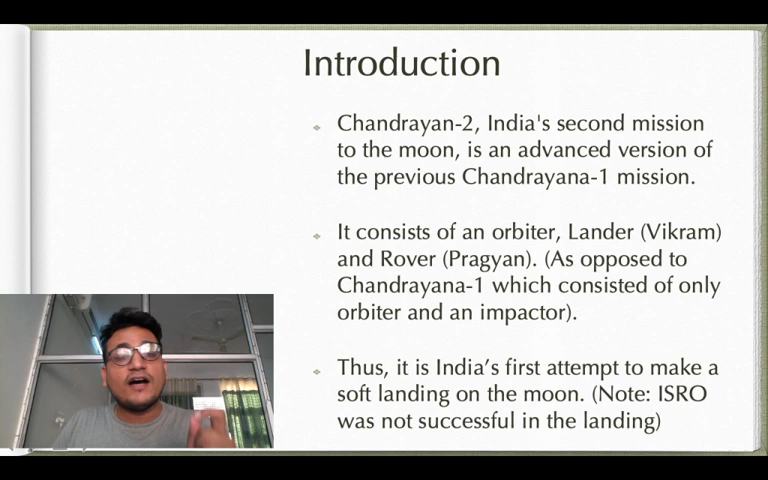 Introduction
Chandrayan-2, India's second mission
to the moon, is an advanced version of
the previous Chandrayana-1 mission.
It consists of an orbiter, Lander (Vikram)
and Rover (Pragyan). (As opposed to
Chandrayana-1 which consisted of only
orbiter and an impactor).
Thus, it is India’s first attempt to make a
soft landing on the moon. (Note: ISRO
was not successful in the landing)